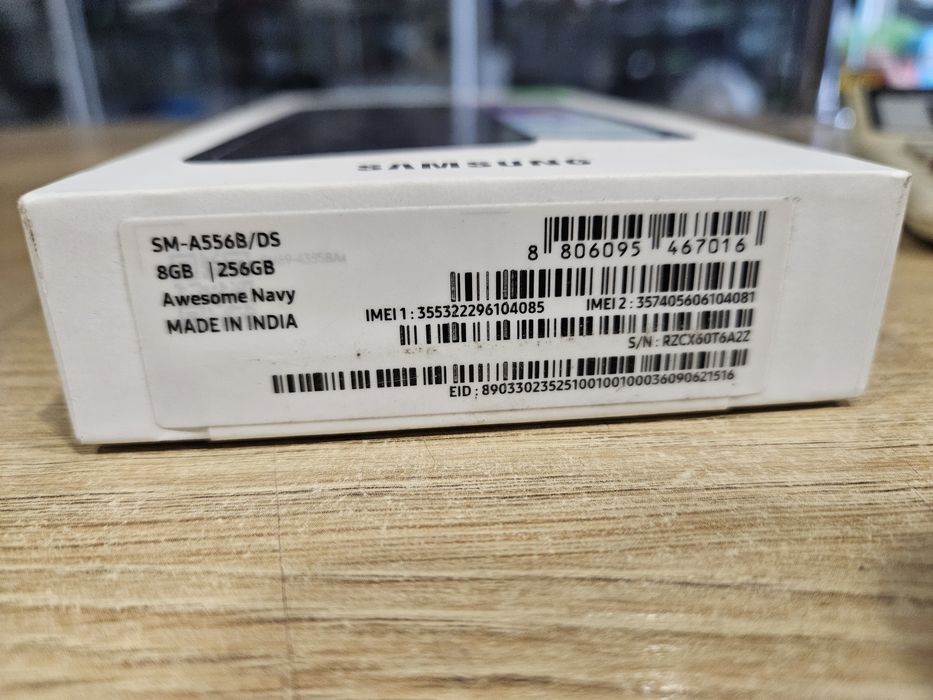 SAMSUNG
SM-A556B/DS
8GB | 256GB
Awesome Navy
MADE IN INDIA
8 806095 467016
IMEI 1 : 355322296104085
IMEI 2 : 357405606104081
S/N : RZCX60T6A2Z
EID : 89033023525100100100036090621516